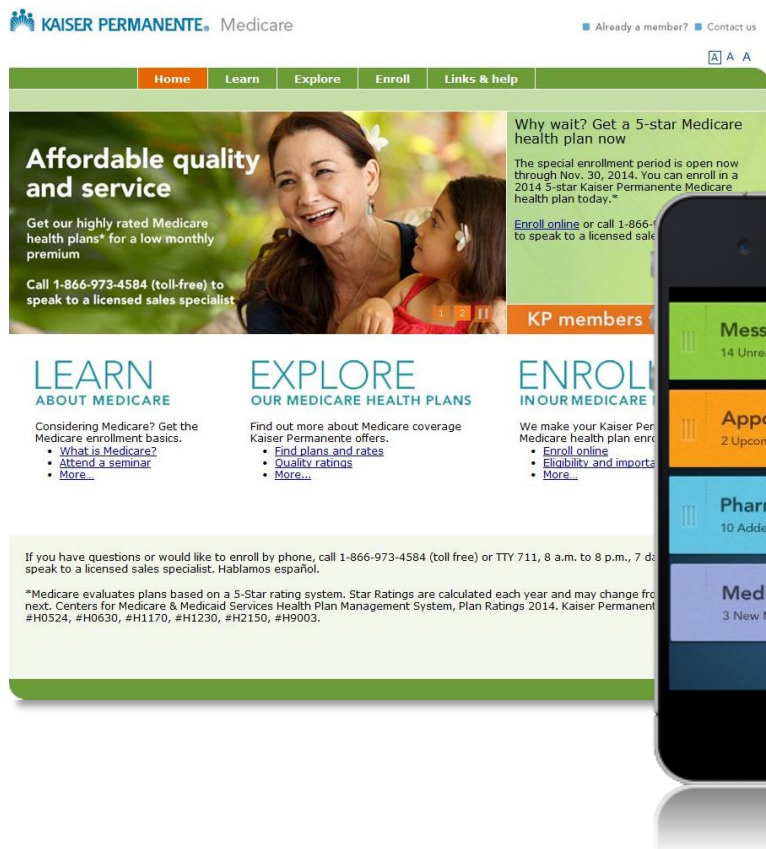 KAISER PERMANENTE® Medicare
Already a member? Contact us
A A A
Home Learn Explore Enroll Links & help
Affordable quality
and service
Get our highly rated Medicare
health plans* for a low monthly
premium
Call 1-866-973-4584 (toll-free) to
speak to a licensed sales specialist
1 2
Why wait? Get a 5-star Medicare
health plan now
The special enrollment period is open now
through Nov. 30, 2014. You can enroll in a
2014 5-star Kaiser Permanente Medicare
health plan today.*
Enroll online or call 1-866-
to speak to a licensed
KP members
LEARN
ABOUT MEDICARE
Considering Medicare? Get the
Medicare enrollment basics.
• What is Medicare?
• Attend a seminar
• More...
EXPLORE
OUR MEDICARE HEALTH PLANS
Find out more about Medicare coverage
Kaiser Permanente offers.
• Find plans and rates
• Quality ratings
• More...
ENROLL
IN OUR MEDICARE
We make your Kaiser
Medicare health plan
• Enroll online
• Eligibility and
• More...
If you have questions or would like to enroll by phone, call 1-866-973-4584 (toll free) or TTY 711, 8 a.m. to 8 p.m., 7
speak to a licensed sales specialist. Hablamos español.
*Medicare evaluates plans based on a 5-Star rating system. Star Ratings are calculated each year and may change
next. Centers for Medicare & Medicaid Services Health Plan Management System, Plan Ratings 2014. Kaiser
#H0524, #H0630, #H1170, #H1230, #H2150, #H9003.
Mess
14 Unre
Appo
2 Upcom
Phar
10 Adde
Medi
3 New